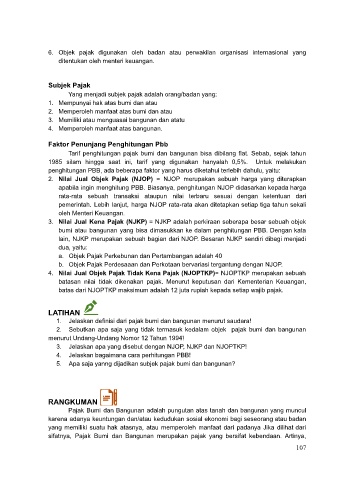 6. Objek pajak digunakan oleh badan atau perwakilan organisasi internasional yang
ditentukan oleh menteri keuangan.
Subjek Pajak
Yang menjadi subjek pajak adalah orang/badan yang:
1. Mempunyai hak atas bumi dan atau
2. Memperoleh manfaat atas bumi dan atau
3. Memiliki atau menguasai bangunan dan atatu
4. Memperoleh manfaat atas bangunan.
Faktor Penunjang Penghitungan Pbb
Tarif penghitungan pajak bumi dan bangunan bisa dibilang flat. Sebab, sejak tahun
1985 silam hingga saat ini, tarif yang digunakan hanyalah 0,5%. Untuk melakukan
penghitungan PBB, ada beberapa faktor yang harus diketahui terlebih dahulu, yaitu:
2. Nilai Jual Objek Pajak (NJOP) = NJOP merupakan sebuah harga yang diterapkan
apabila ingin menghitung PBB. Biasanya, penghitungan NJOP didasarkan kepada harga
rata-rata sebuah transaksi ataupun nilai terbaru sesuai dengan ketentuan dari
pemerintah. Lebih lanjut, harga NJOP rata-rata akan ditetapkan setiap tiga tahun sekali
oleh Menteri Keuangan.
3. Nilai Jual Kena Pajak (NJKP) = NJKP adalah perkiraan seberapa besar sebuah objek
bumi atau bangunan yang bisa dimasukkan ke dalam penghitungan PBB. Dengan kata
lain, NJKP merupakan sebuah bagian dari NJOP. Besaran NJKP sendiri dibagi menjadi
dua, yaitu:
a. Objek Pajak Perkebunan dan Pertambangan adalah 40
b. Objek Pajak Perdesaaan dan Perkotaan bervariasi tergantung dengan NJOP.
4. Nilai Jual Objek Pajak Tidak Kena Pajak (NJOPTKP)= NJOPTKP merupakan sebuah
batasan nilai tidak dikenakan pajak. Menurut keputusan dari Kementerian Keuangan,
batas dari NJOPTKP maksimum adalah 12 juta rupiah kepada setiap wajib pajak.
LATIHAN
1. Jelaskan definisi dari pajak bumi dan bangunan menurut saudara!
2. Sebutkan apa saja yang tidak termasuk kedalam objek pajak bumi dan bangunan
menurut Undang-Undang Nomor 12 Tahun 1994!
3. Jelaskan apa yang disebut dengan NJOP, NJKP dan NJOPTKP!
4. Jelaskan bagaimana cara perhitungan PBB!
5. Apa saja yanng dijadikan subjek pajak bumi dan bangunan?
RANGKUMAN
Pajak Bumi dan Bangunan adalah pungutan atas tanah dan bangunan yang muncul
karena adanya keuntungan dan/atau kedudukan sosial ekonomi bagi seseorang atau badan
yang memiliki suatu hak atasnya, atau memperoleh manfaat dari padanya Jika dilihat dari
sifatnya, Pajak Bumi dan Bangunan merupakan pajak yang bersifat kebendaan. Artinya,
107